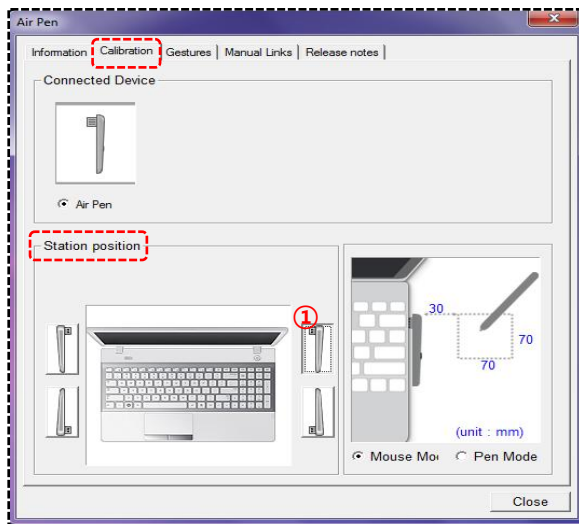 Air Pen
Information Calibration Gestures Manual Links Release notes
Connected Device
Air Pen
Station position
①
30
70
70
(unit : mm)
Mouse Mo Pen Mode
Close